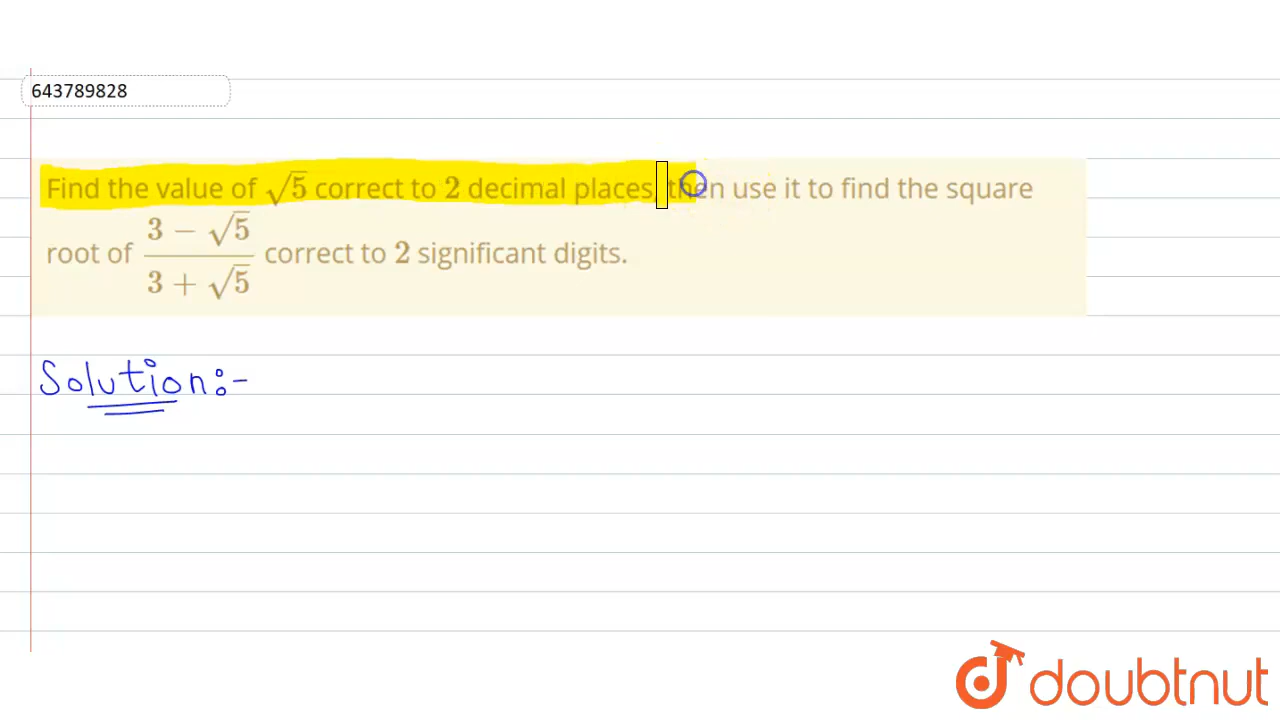 643789828
Find the value of √5 correct to 2 decimal places, then use it to find the square
root of (3 − √5)/(3 + √5) correct to 2 significant digits.
Solution:-
doubtnut